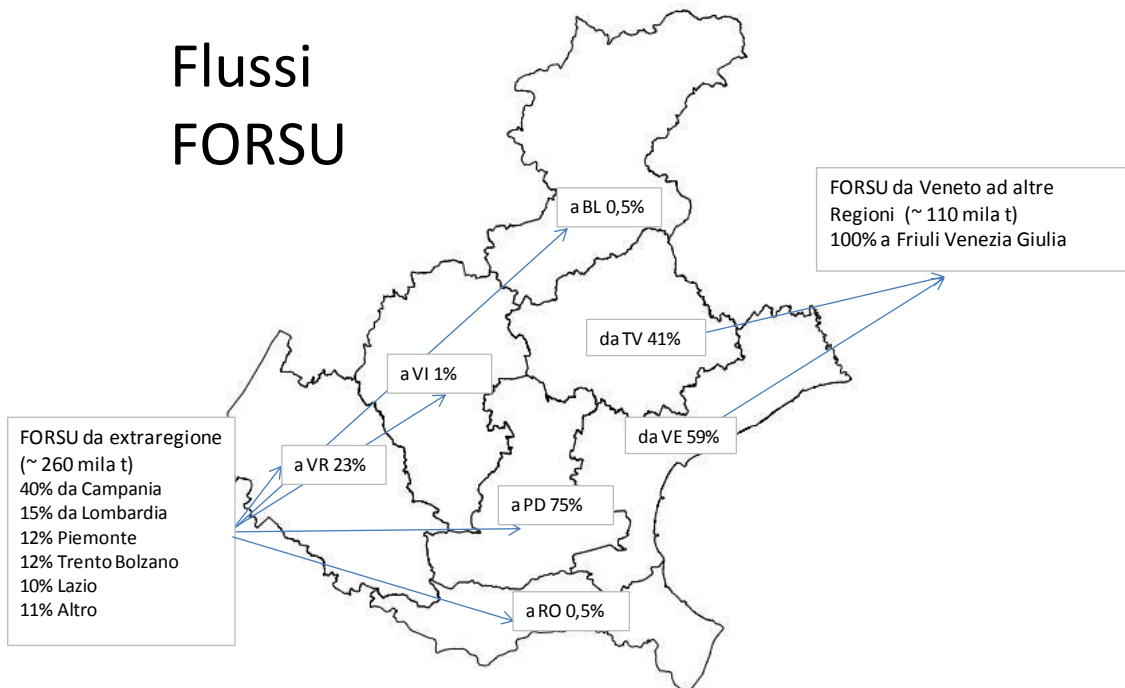 Flussi
FORSU
a BL 0,5%
FORSU da Veneto ad altre
Regioni (~ 110 mila t)
100% a Friuli Venezia Giulia
da TV 41%
a VI 1%
da VE 59%
FORSU da extraregione
(~ 260 mila t)
40% da Campania
15% da Lombardia
12% Piemonte
12% Trento Bolzano
10% Lazio
11% Altro
a VR 23%
a PD 75%
a RO 0,5%